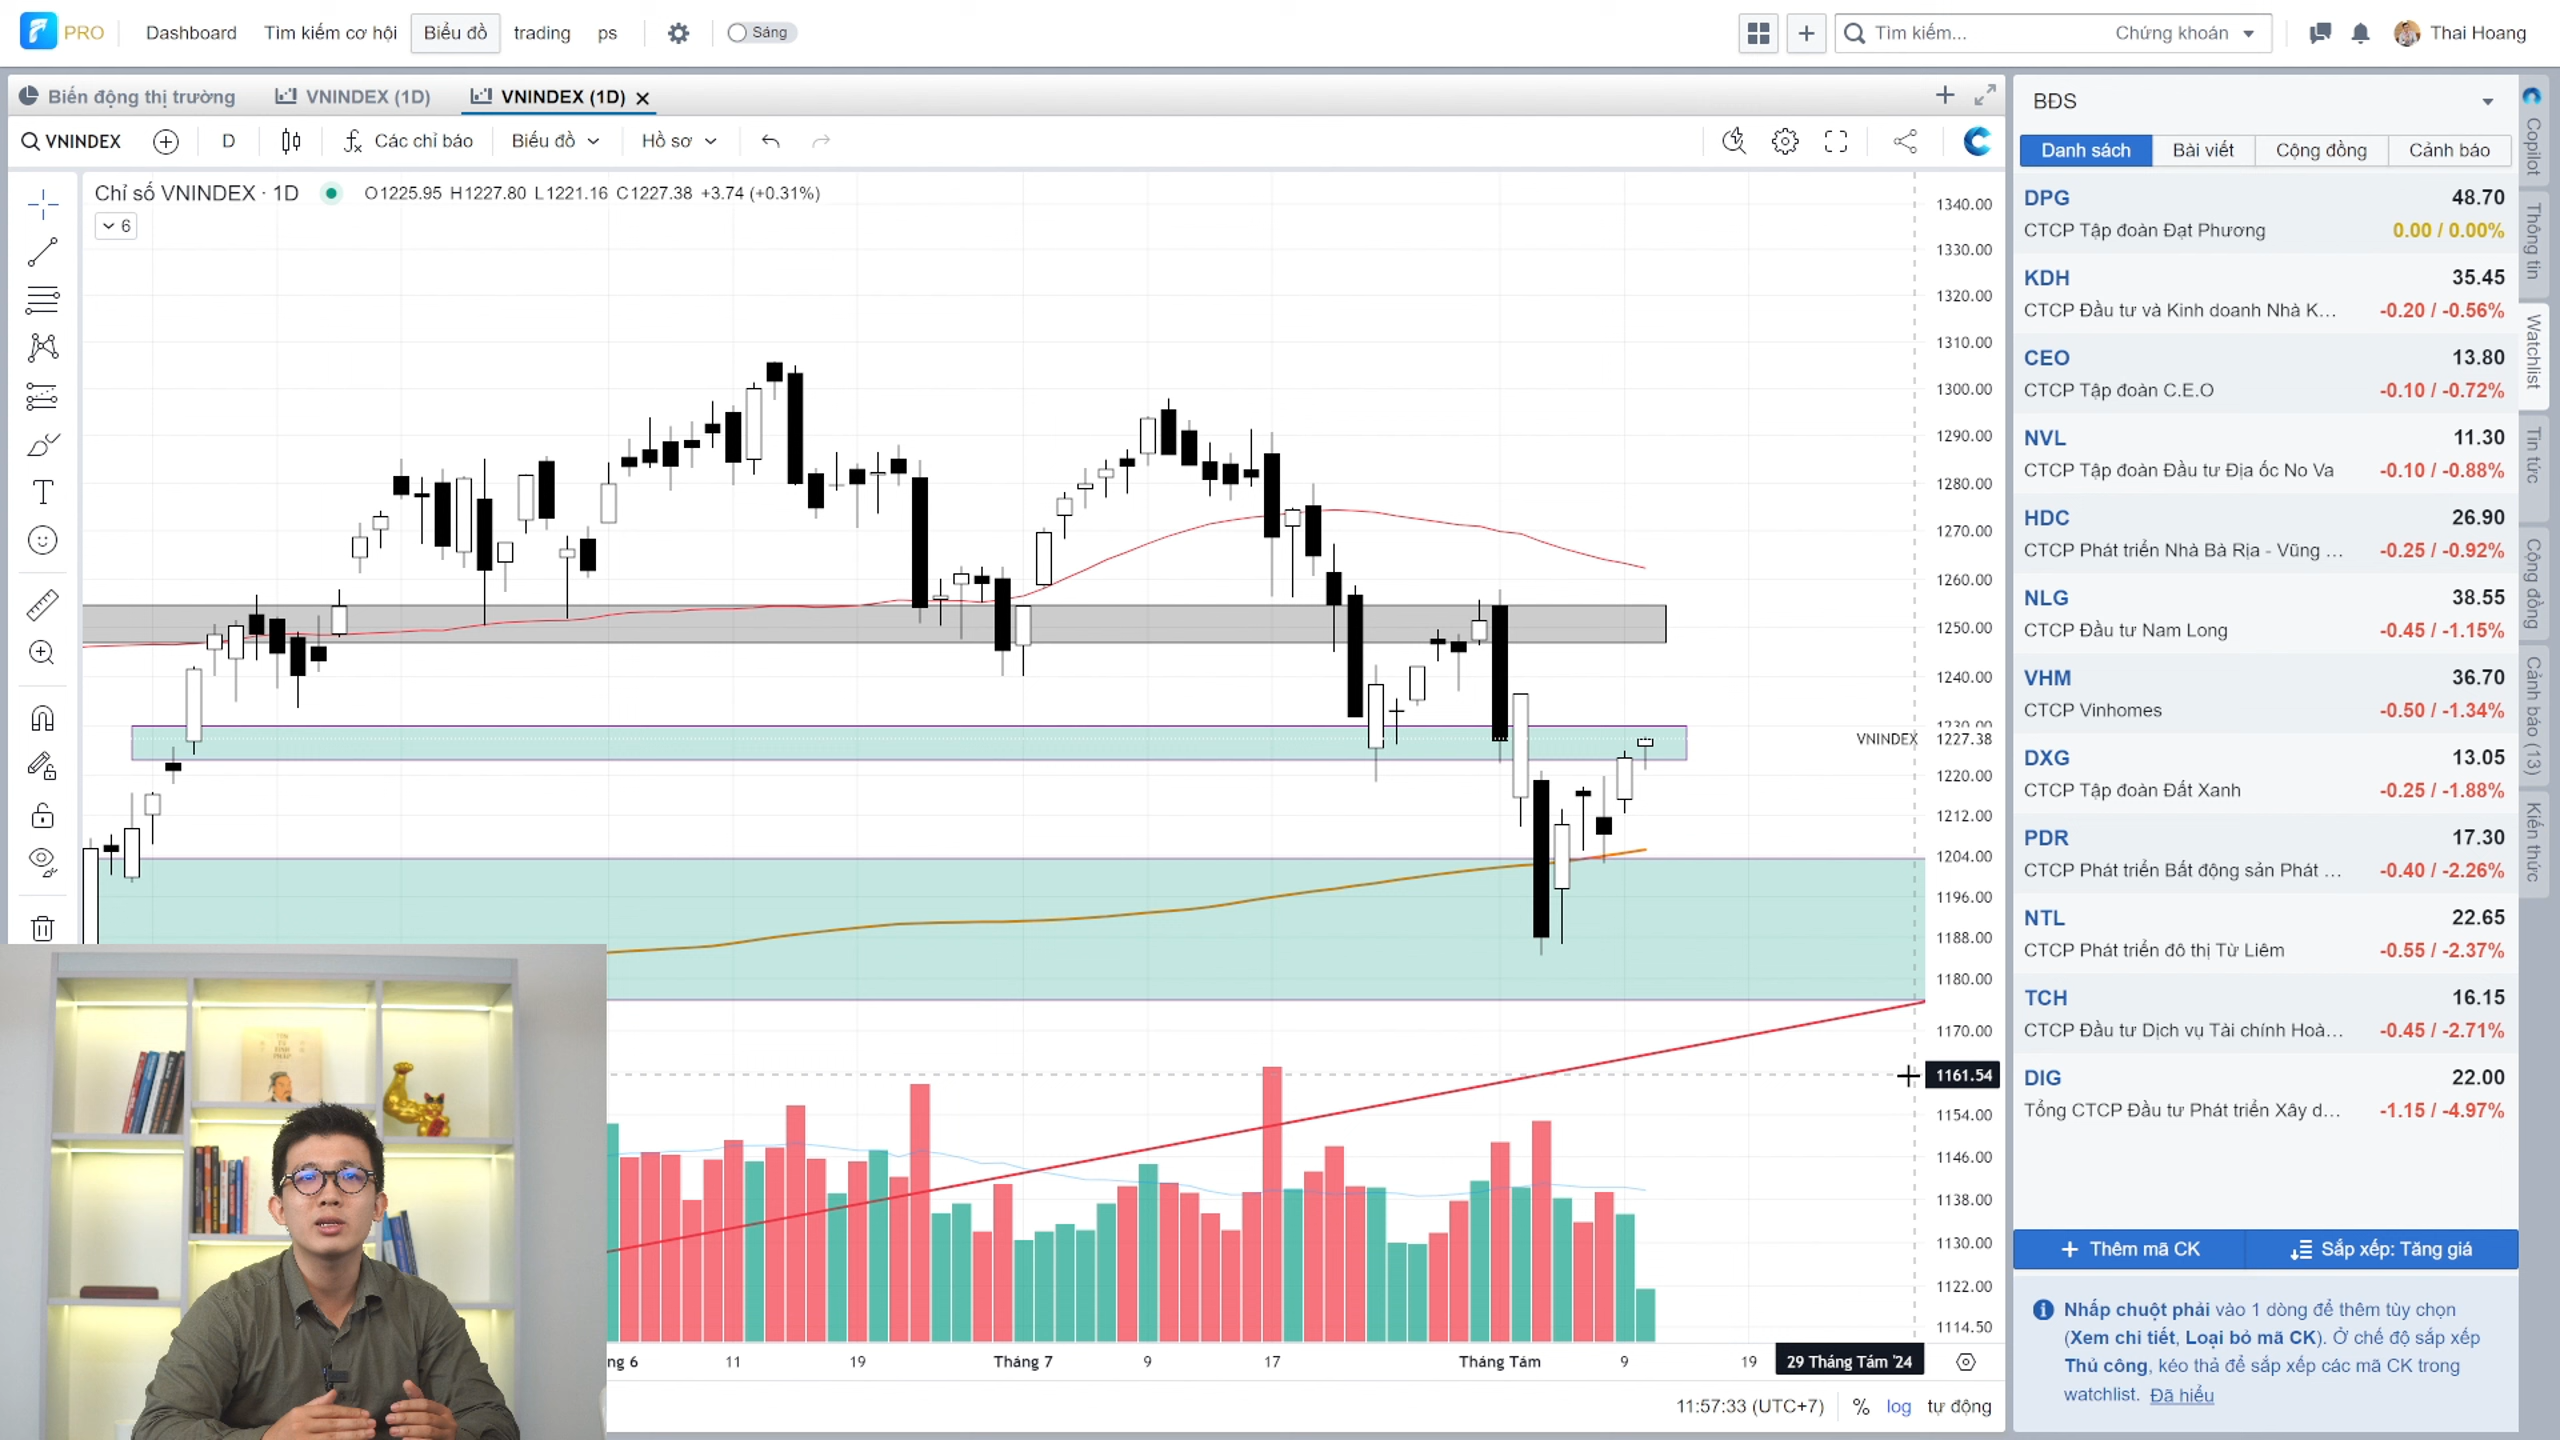 PRO
Dashboard
Tìm kiếm cơ hội
Biểu đồ
trading
ps
Sáng
Tìm kiếm...
Chứng khoán
Thai Hoang
Biến động thị trường
VNINDEX (1D)
VNINDEX (1D)
VNINDEX
D
Các chỉ báo
Biểu đồ
Hồ sơ
Chỉ số VNINDEX · 1D
O1225.95 H1227.80 L1221.16 C1227.38 +3.74 (+0.31%)
6
1340.00
1330.00
1320.00
1310.00
1300.00
1290.00
1280.00
1270.00
1260.00
1250.00
1240.00
1230.00
VNINDEX 1227.38
1220.00
1212.00
1204.00
1196.00
1188.00
1180.00
1170.00
1161.54
1154.00
1146.00
1138.00
1130.00
1122.00
1114.50
ng 6
11
19
Tháng 7
9
17
Tháng Tám
9
19
29 Tháng Tám '24
11:57:33 (UTC+7)
%
log
tự động
BĐS
Danh sách
Bài viết
Cộng đồng
Cảnh báo
DPG 48.70
CTCP Tập đoàn Đạt Phương 0.00 / 0.00%
KDH 35.45
CTCP Đầu tư và Kinh doanh Nhà K... -0.20 / -0.56%
CEO 13.80
CTCP Tập đoàn C.E.O -0.10 / -0.72%
NVL 11.30
CTCP Tập đoàn Đầu tư Địa ốc No Va -0.10 / -0.88%
HDC 26.90
CTCP Phát triển Nhà Bà Rịa - Vũng ... -0.25 / -0.92%
NLG 38.55
CTCP Đầu tư Nam Long -0.45 / -1.15%
VHM 36.70
CTCP Vinhomes -0.50 / -1.34%
DXG 13.05
CTCP Tập đoàn Đất Xanh -0.25 / -1.88%
PDR 17.30
CTCP Phát triển Bất động sản Phát ... -0.40 / -2.26%
NTL 22.65
CTCP Phát triển đô thị Từ Liêm -0.55 / -2.37%
TCH 16.15
CTCP Đầu tư Dịch vụ Tài chính Hoà... -0.45 / -2.71%
DIG 22.00
Tổng CTCP Đầu tư Phát triển Xây d... -1.15 / -4.97%
Thêm mã CK
Sắp xếp: Tăng giá
Nhấp chuột phải vào 1 dòng để thêm tùy chọn
(Xem chi tiết, Loại bỏ mã CK). Ở chế độ sắp xếp
Thủ công, kéo thả để sắp xếp các mã CK trong
watchlist. Đã hiểu
Copilot
Thông tin
Watchlist
Tin tức
Cộng đồng
Cảnh báo (13)
Kiến thức